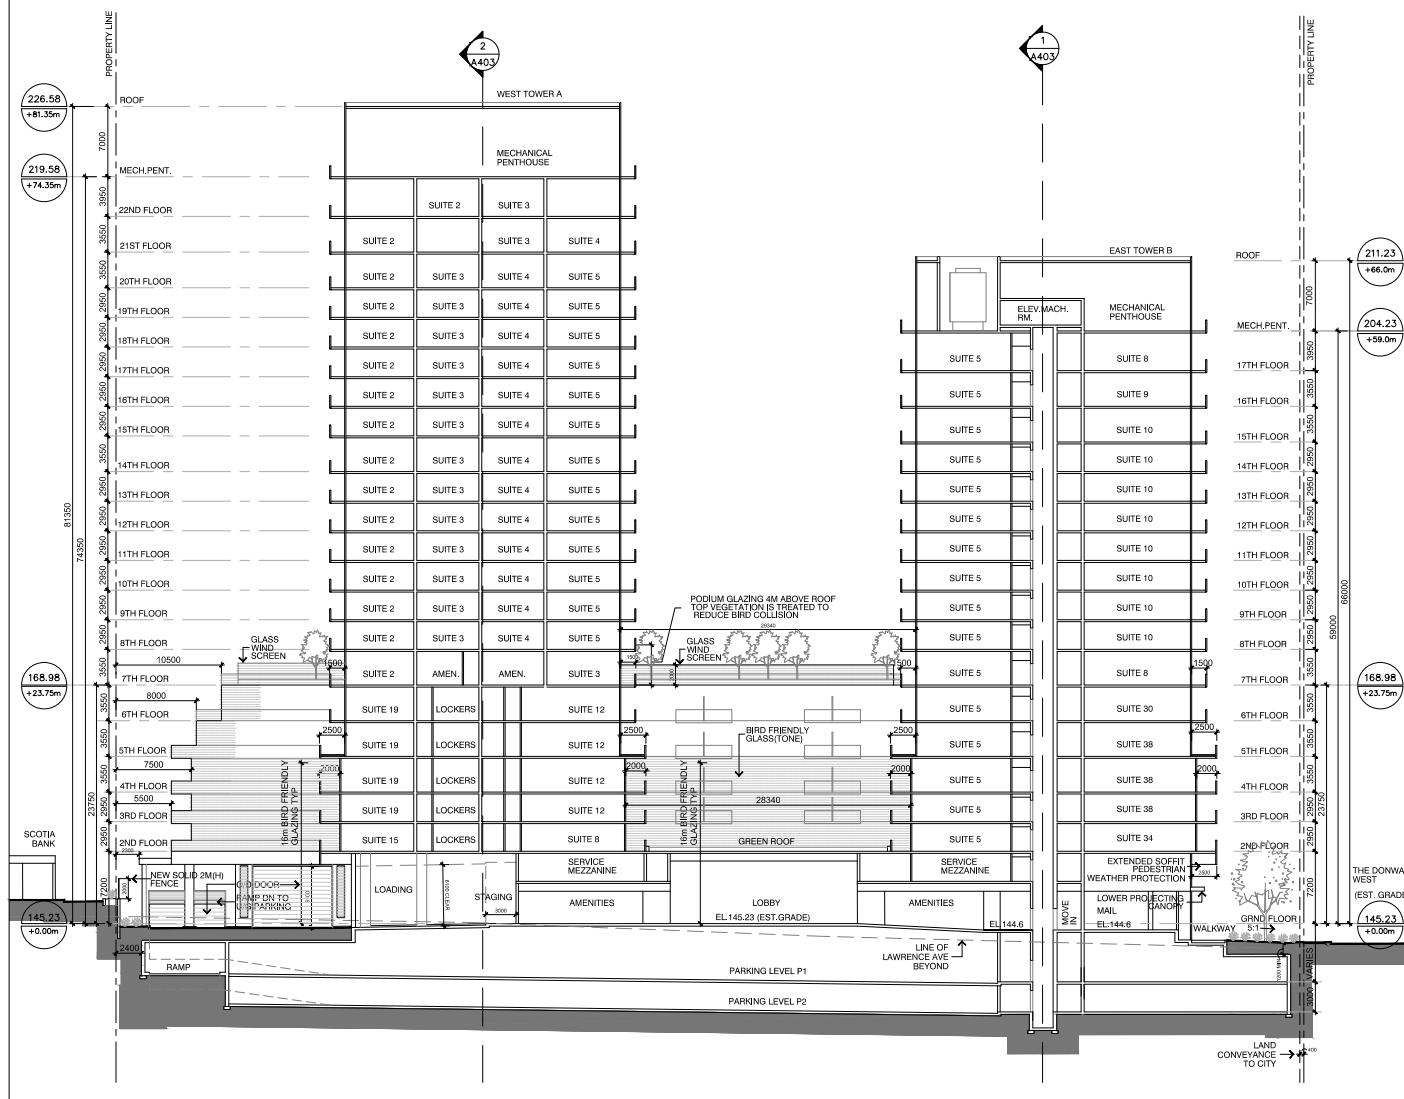 PROPERTY LINE
2
A403
1
A403
PROPERTY LINE
226.58
+81.35m
ROOF
WEST TOWER A
7000
MECHANICAL
PENTHOUSE
219.58
+74.35m
MECH.PENT.
3950
22ND FLOOR
SUITE 2 SUITE 3
3550
21ST FLOOR
SUITE 2 SUITE 3 SUITE 4
3550
20TH FLOOR
SUITE 2 SUITE 3 SUITE 4 SUITE 5
2950
19TH FLOOR
SUITE 2 SUITE 3 SUITE 4 SUITE 5
2950
18TH FLOOR
SUITE 2 SUITE 3 SUITE 4 SUITE 5
2950
17TH FLOOR
SUITE 2 SUITE 3 SUITE 4 SUITE 5
2950
16TH FLOOR
SUITE 2 SUITE 3 SUITE 4 SUITE 5
2950
15TH FLOOR
SUITE 2 SUITE 3 SUITE 4 SUITE 5
3550
14TH FLOOR
SUITE 2 SUITE 3 SUITE 4 SUITE 5
2950
13TH FLOOR
SUITE 2 SUITE 3 SUITE 4 SUITE 5
2950
12TH FLOOR
SUITE 2 SUITE 3 SUITE 4 SUITE 5
2950
11TH FLOOR
SUITE 2 SUITE 3 SUITE 4 SUITE 5
2950
10TH FLOOR
SUITE 2 SUITE 3 SUITE 4 SUITE 5
2950
9TH FLOOR
SUITE 2 SUITE 3 SUITE 4 SUITE 5
2950
8TH FLOOR
SUITE 2 SUITE 3 SUITE 4 SUITE 5
81350
74350
GLASS
WIND
SCREEN
10500
1500
3550
168.98
+23.75m
7TH FLOOR
SUITE 2 AMEN. AMEN. SUITE 3
8000
3550
6TH FLOOR
SUITE 19 LOCKERS SUITE 12
2500
2500
3550
5TH FLOOR
SUITE 19 LOCKERS SUITE 12
7500
2000
2000
3550
4TH FLOOR
SUITE 19 LOCKERS SUITE 12
5500
2950
3RD FLOOR
SUITE 19 LOCKERS SUITE 12
2950
2ND FLOOR
SUITE 15 LOCKERS SUITE 8
23750
16m BIRD FRIENDLY
GLAZING TYP
PODIUM GLAZING 4M ABOVE ROOF
TOP VEGETATION IS TREATED TO
REDUCE BIRD COLLISION
29340
GLASS
WIND
SCREEN
BIRD FRIENDLY
GLASS(TONE)
16m BIRD FRIENDLY
GLAZING TYP
28340
GREEN ROOF
EAST TOWER B
ROOF
211.23
+66.0m
7000
ELEV.MACH.
RM.
MECHANICAL
PENTHOUSE
MECH.PENT.
204.23
+59.0m
SUITE 5 SUITE 8
3950
17TH FLOOR
SUITE 5 SUITE 9
3550
16TH FLOOR
SUITE 5 SUITE 10
3550
15TH FLOOR
SUITE 5 SUITE 10
2950
14TH FLOOR
SUITE 5 SUITE 10
2950
13TH FLOOR
SUITE 5 SUITE 10
2950
12TH FLOOR
SUITE 5 SUITE 10
2950
11TH FLOOR
SUITE 5 SUITE 10
2950
10TH FLOOR
SUITE 5 SUITE 10
2950
9TH FLOOR
SUITE 5 SUITE 10
2950
8TH FLOOR
66000
59000
SUITE 5 SUITE 8
1500
3550
7TH FLOOR
168.98
+23.75m
SUITE 5 SUITE 30
3550
6TH FLOOR
2500
2500
SUITE 5 SUITE 38
3550
5TH FLOOR
2000
2000
SUITE 5 SUITE 38
3550
4TH FLOOR
SUITE 5 SUITE 38
2950
3RD FLOOR
SUITE 5 SUITE 34
2950
2ND FLOOR
23750
SCOTIA
BANK
2300
NEW SOLID 2M(H)
FENCE
O/D DOOR
RAMP DN TO
U/G PARKING
7200
LOADING
STAGING
3000
SERVICE
MEZZANINE
AMENITIES
LOBBY
EL.145.23 (EST.GRADE)
SERVICE
MEZZANINE
AMENITIES
EL.144.6
MOVE
IN
EXTENDED SOFFIT
PEDESTRIAN
WEATHER PROTECTION
2500
LOWER PROJECTING
CANOPY
MAIL
EL.144.6
WALKWAY
GRND FLOOR
5:1
7200
THE DONWA
WEST
(EST. GRADE
145.23
+0.00m
145.23
+0.00m
2400
RAMP
LINE OF
LAWRENCE AVE
BEYOND
PARKING LEVEL P1
PARKING LEVEL P2
VARIES
3000
LAND
CONVEYANCE
TO CITY
400